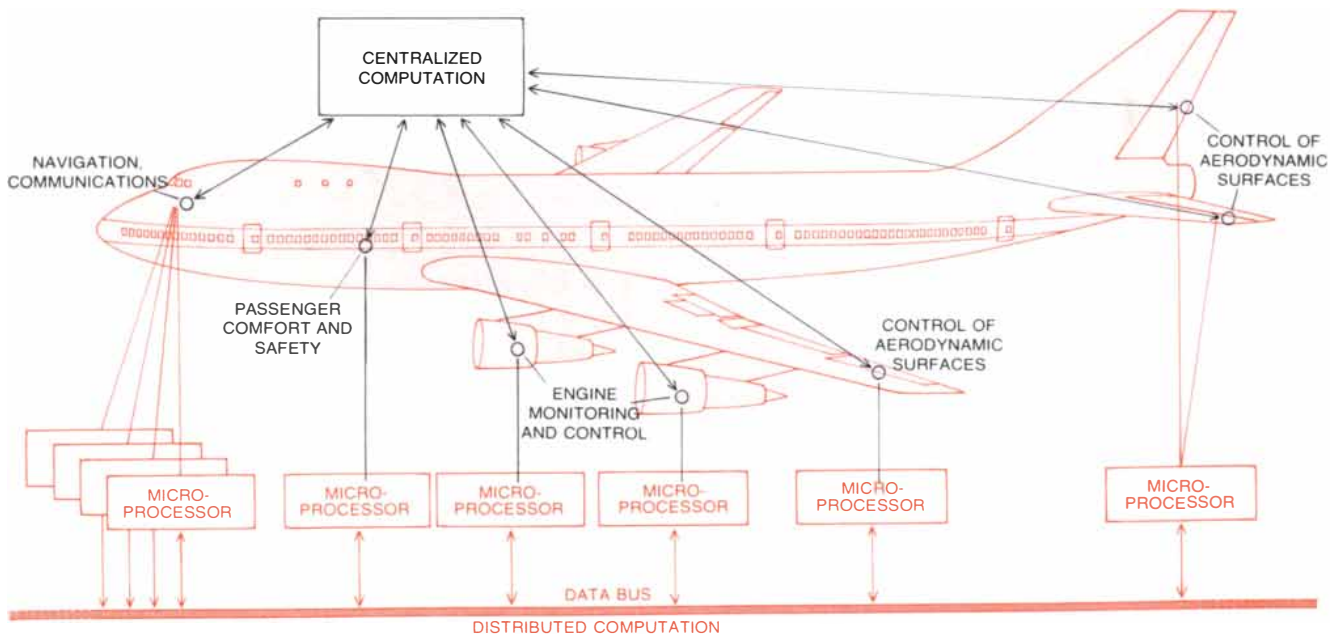 CENTRALIZED
COMPUTATION
NAVIGATION,
COMMUNICATIONS
CONTROL OF
AERODYNAMIC
SURFACES
PASSENGER
COMFORT AND
SAFETY
CONTROL OF
AERODYNAMIC
SURFACES
ENGINE
MONITORING
AND CONTROL
MICRO-
PROCESSOR
MICRO-
PROCESSOR
MICRO-
PROCESSOR
MICRO-
PROCESSOR
MICRO-
PROCESSOR
MICRO-
PROCESSOR
DATA BUS
DISTRIBUTED COMPUTATION